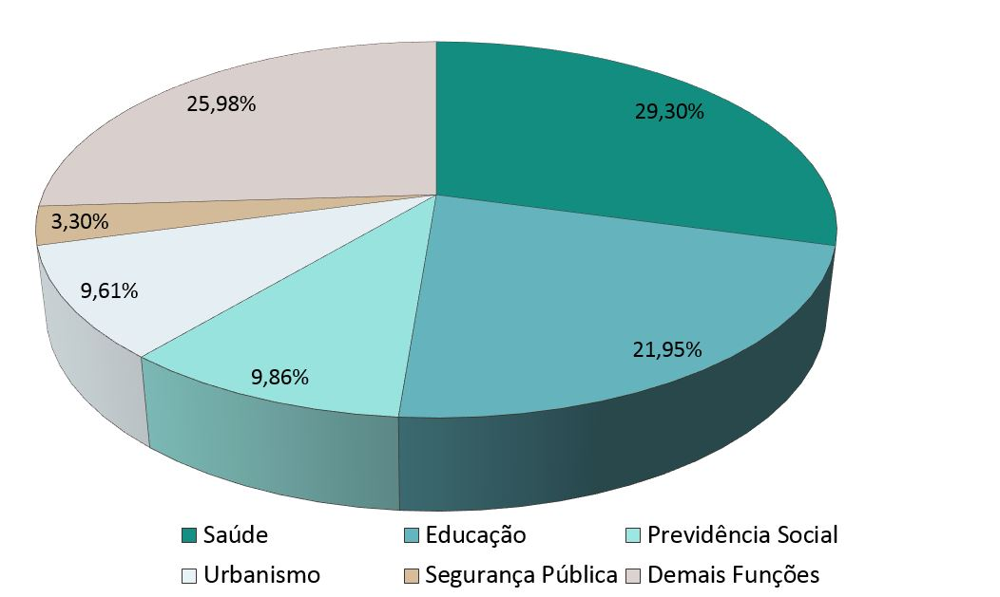 25,98%
29,30%
3,30%
9,61%
21,95%
9,86%
Saúde
Educação
Previdência Social
Urbanismo
Segurança Pública
Demais Funções